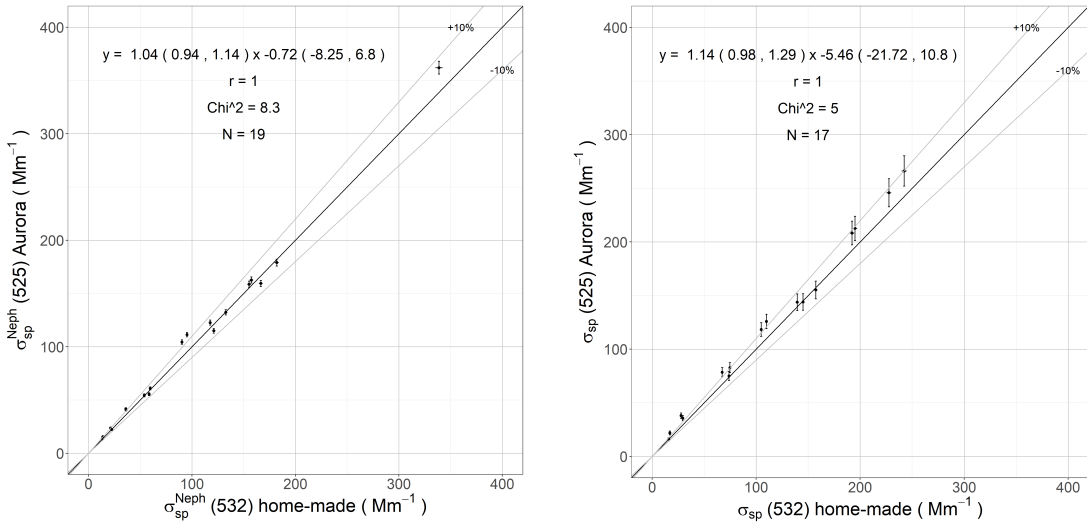 400
300
200
100
0
σ_sp^Neph (525) Aurora ( Mm⁻¹ )
y = 1.04 ( 0.94 , 1.14 ) x -0.72 ( -8.25 , 6.8 )
r = 1
Chi^2 = 8.3
N = 19
+10%
-10%
0 100 200 300 400
σ_sp^Neph (532) home-made ( Mm⁻¹ )
400
300
200
100
0
σ_sp (525) Aurora ( Mm⁻¹ )
y = 1.14 ( 0.98 , 1.29 ) x -5.46 ( -21.72 , 10.8 )
r = 1
Chi^2 = 5
N = 17
+10%
-10%
0 100 200 300 400
σ_sp (532) home-made ( Mm⁻¹ )